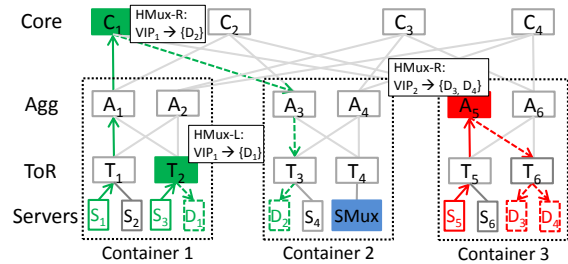 Core
C1
C2
C3
C4
HMux-R:
VIP1 → {D2}
HMux-R:
VIP2 → {D3, D4}
Agg
A1
A2
A3
A4
A5
A6
HMux-L:
VIP1 → {D1}
ToR
T1
T2
T3
T4
T5
T6
Servers
S1
S2
S3
D1
D2
S4
SMux
S5
S6
D3
D4
Container 1
Container 2
Container 3